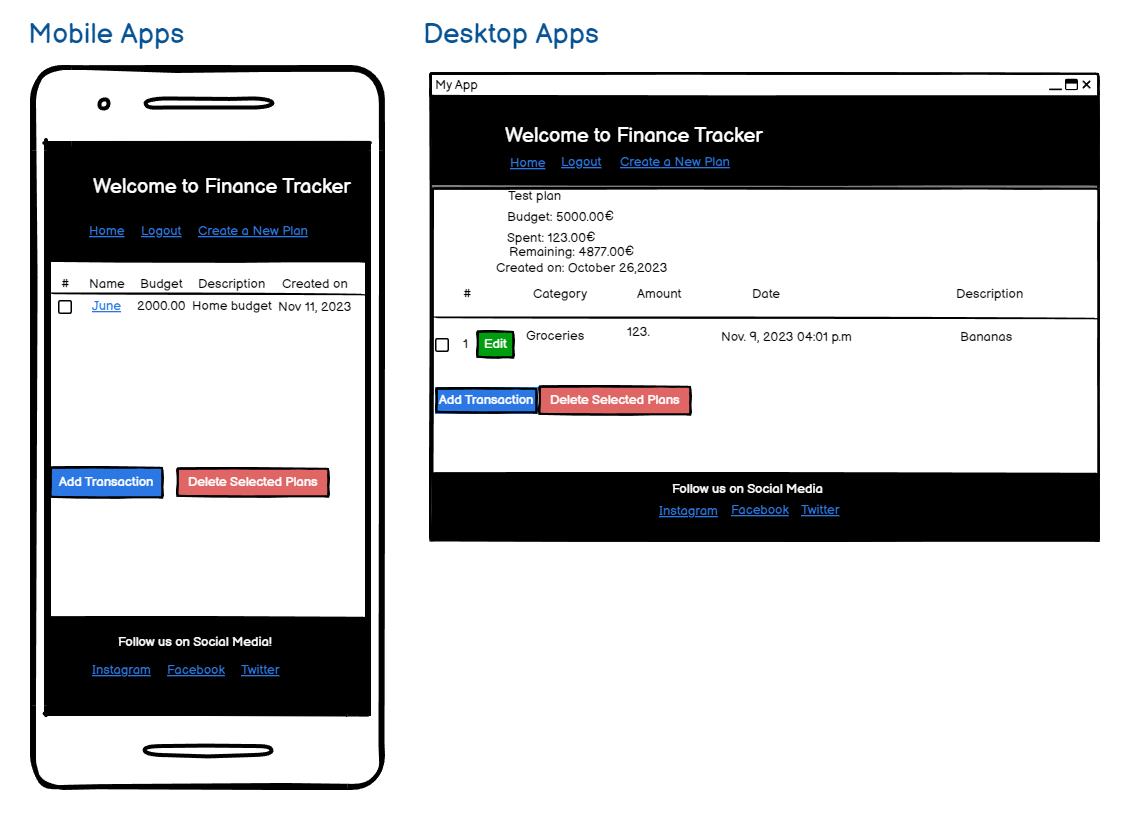 Mobile Apps
Welcome to Finance Tracker
Home Logout Create a New Plan
# Name Budget Description Created on
June 2000.00 Home budget Nov 11, 2023
Add Transaction Delete Selected Plans
Follow us on Social Media!
Instagram Facebook Twitter
Desktop Apps
My App
Welcome to Finance Tracker
Home Logout Create a New Plan
Test plan
Budget: 5000.00€
Spent: 123.00€
Remaining: 4877.00€
Created on: October 26,2023
# Category Amount Date Description
1 Edit Groceries 123. Nov. 9, 2023 04:01 p.m Bananas
Add Transaction Delete Selected Plans
Follow us on Social Media
Instagram Facebook Twitter